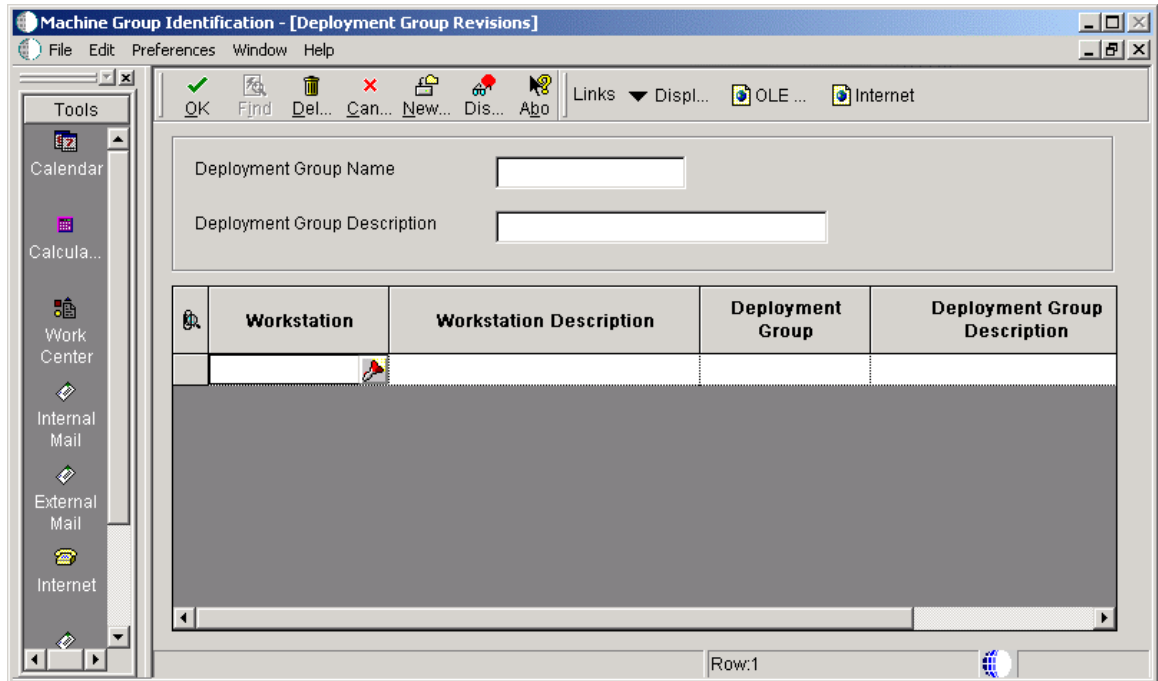 Machine Group Identification - [Deployment Group Revisions]
File Edit Preferences Window Help
Tools
OK Find Del... Can... New... Dis... Abo
Links Displ... OLE ... Internet
Calendar
Calcula...
Work
Center
Internal
Mail
External
Mail
Internet
Deployment Group Name
Deployment Group Description
Workstation
Workstation Description
Deployment
Group
Deployment Group
Description
Row:1